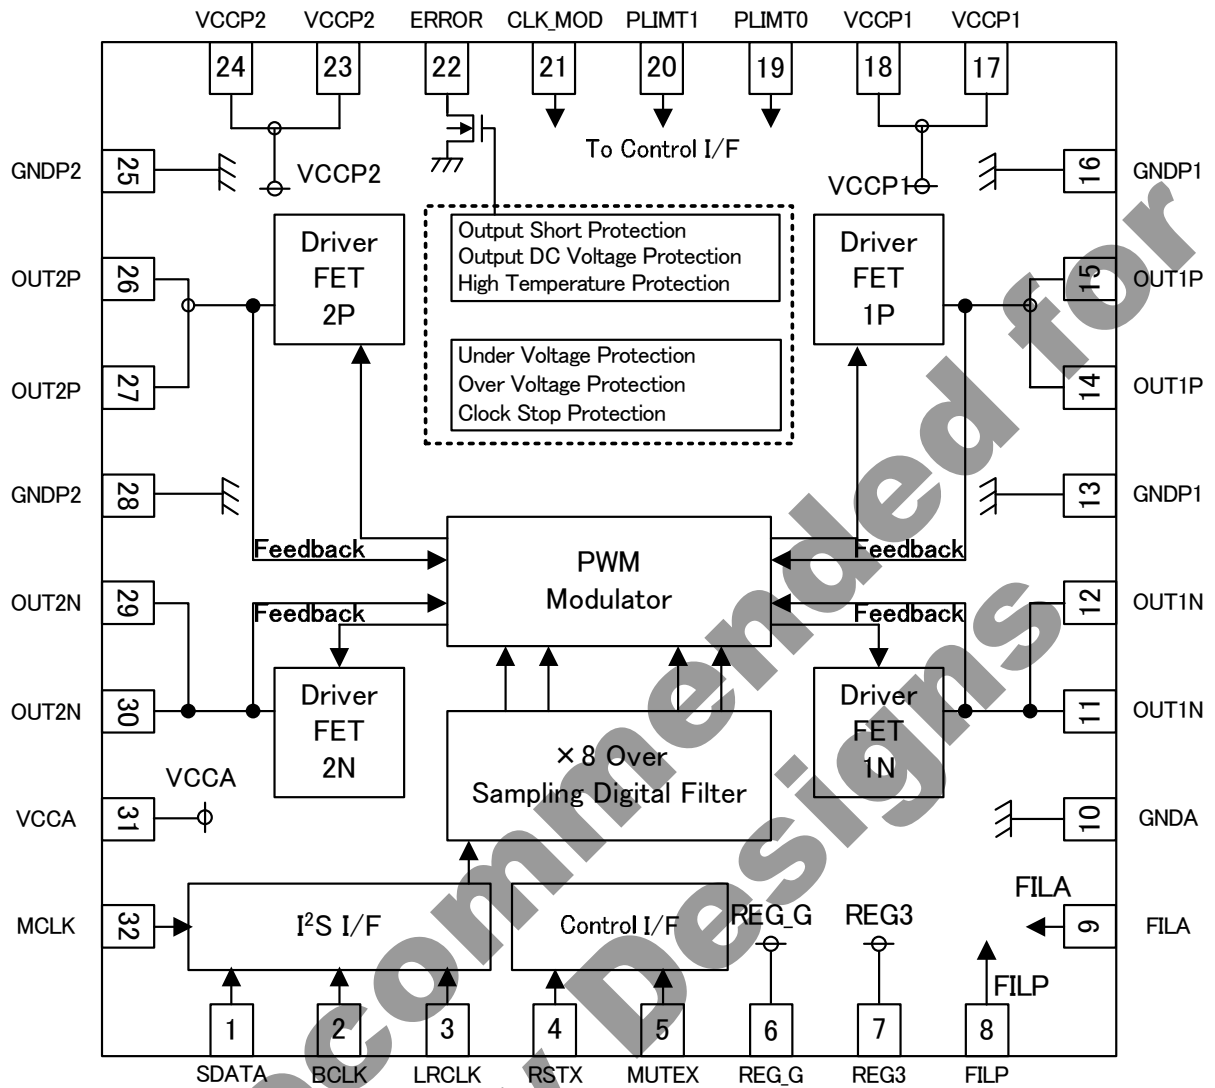 VCCP2 VCCP2 ERROR CLK_MOD PLIMT1 PLIMT0 VCCP1 VCCP1
24 23 22 21 20 19 18 17
To Control I/F
VCCP2
VCCP1
GNDP2 25
16 GNDP1
Output Short Protection
Output DC Voltage Protection
High Temperature Protection
Driver
FET
2P
Driver
FET
1P
OUT2P 26
15 OUT1P
Under Voltage Protection
Over Voltage Protection
Clock Stop Protection
OUT2P 27
14 OUT1P
GNDP2 28
13 GNDP1
Feedback
Feedback
PWM
Modulator
OUT2N 29
12 OUT1N
Feedback
Feedback
Driver
FET
2N
Driver
FET
1N
OUT2N 30
11 OUT1N
×8 Over
Sampling Digital Filter
VCCA
VCCA 31
10 GNDA
I²S I/F
Control I/F
REG_G
REG3
FILA
MCLK 32
9 FILA
FILP
1 2 3 4 5 6 7 8
SDATA BCLK LRCLK RSTX MUTEX REG_G REG3 FILP
commended for
Designs